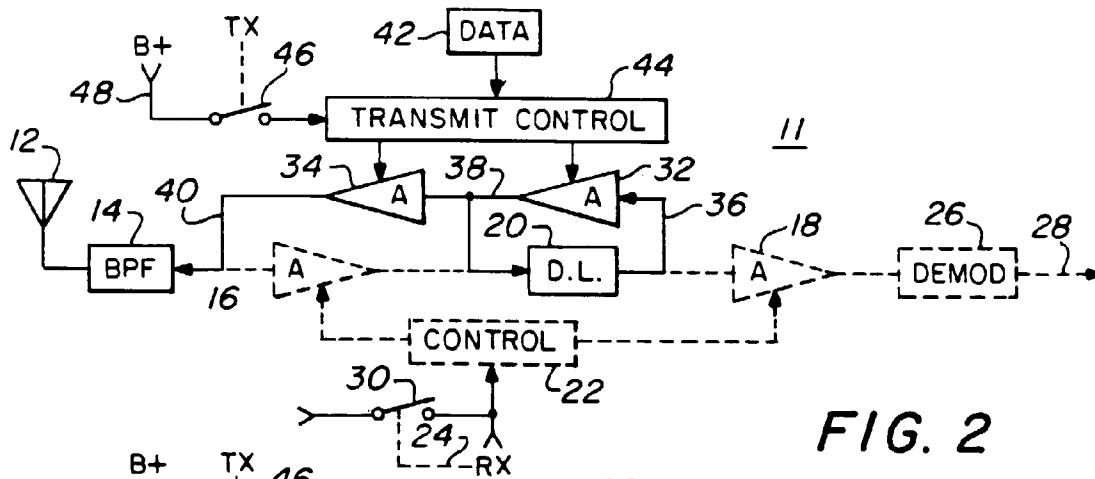 TX
42
DATA
B+
46
44
48
TRANSMIT CONTROL
11
12
34
32
40
A
38
A
36
14
20
18
26
28
BPF
A
D.L.
A
DEMOD
16
CONTROL
30
22
24
RX
FIG. 2
B+
TX
46